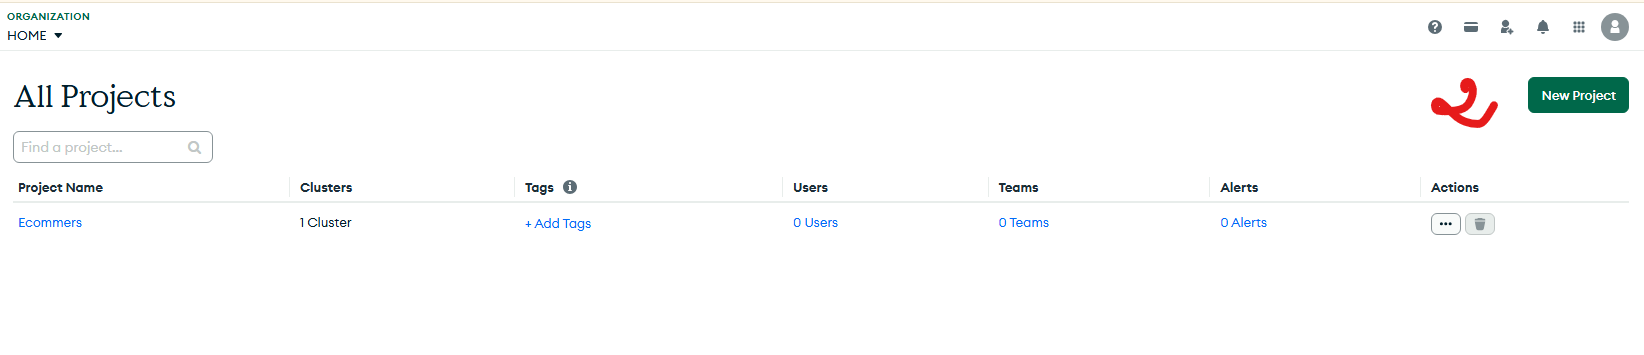 ORGANIZATION
HOME
All Projects
2
New Project
Find a project...
Project Name Clusters Tags Users Teams Alerts Actions
Ecommers 1 Cluster + Add Tags 0 Users 0 Teams 0 Alerts